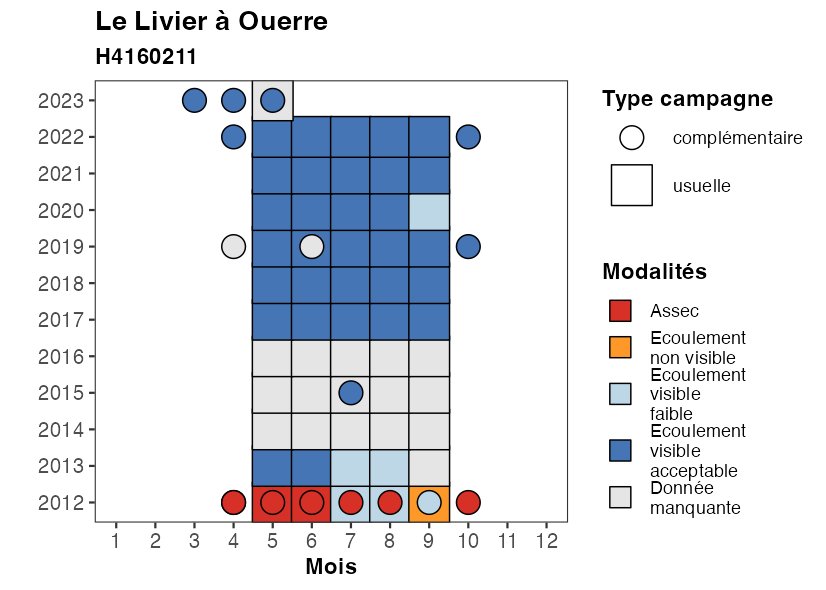 Le Livier à Ouerre
H4160211
2023
2022
2021
2020
2019
2018
2017
2016
2015
2014
2013
2012
1 2 3 4 5 6 7 8 9 10 11 12
Mois
Type campagne
complémentaire
usuelle
Modalités
Assec
Ecoulement
non visible
Ecoulement
visible
faible
Ecoulement
visible
acceptable
Donnée
manquante